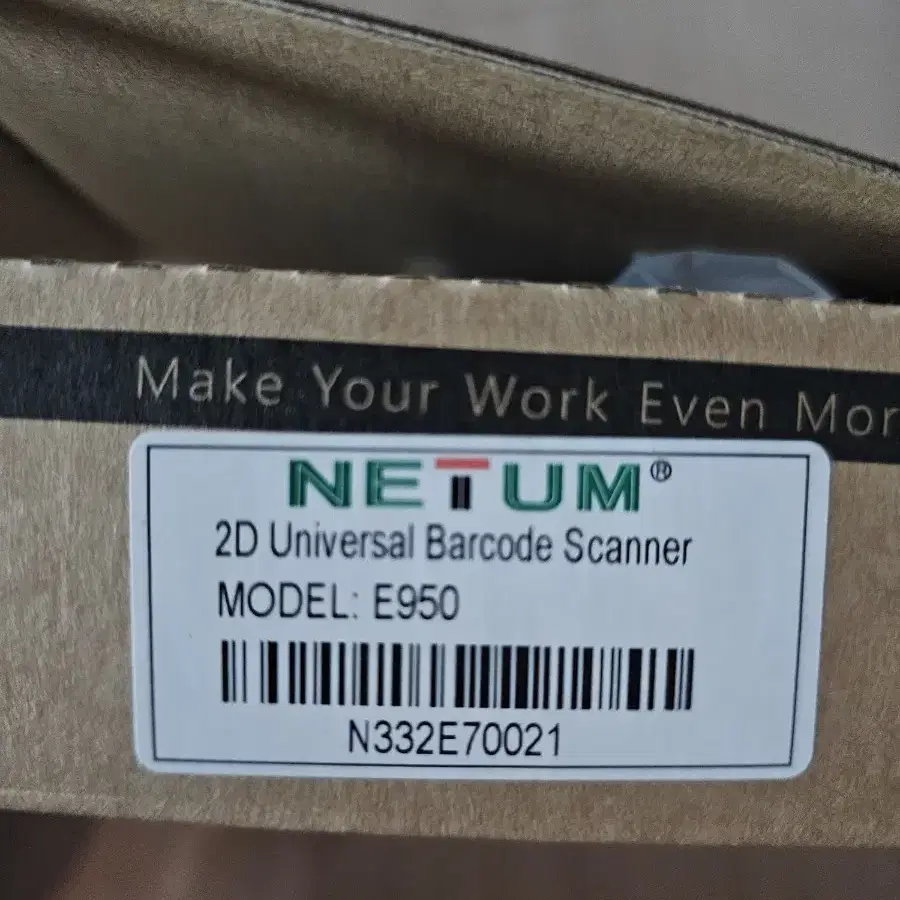 Make Your Work Even Mor
NETUM®
2D Universal Barcode Scanner
MODEL: E950
N332E70021